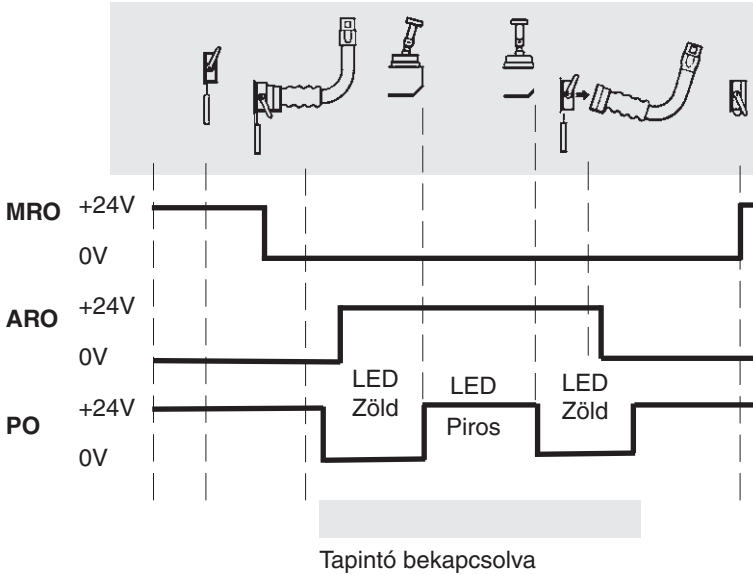 MRO +24V
0V
ARO +24V
0V
PO +24V
0V
LED Zöld
LED Piros
LED Zöld
Tapintó bekapcsolva